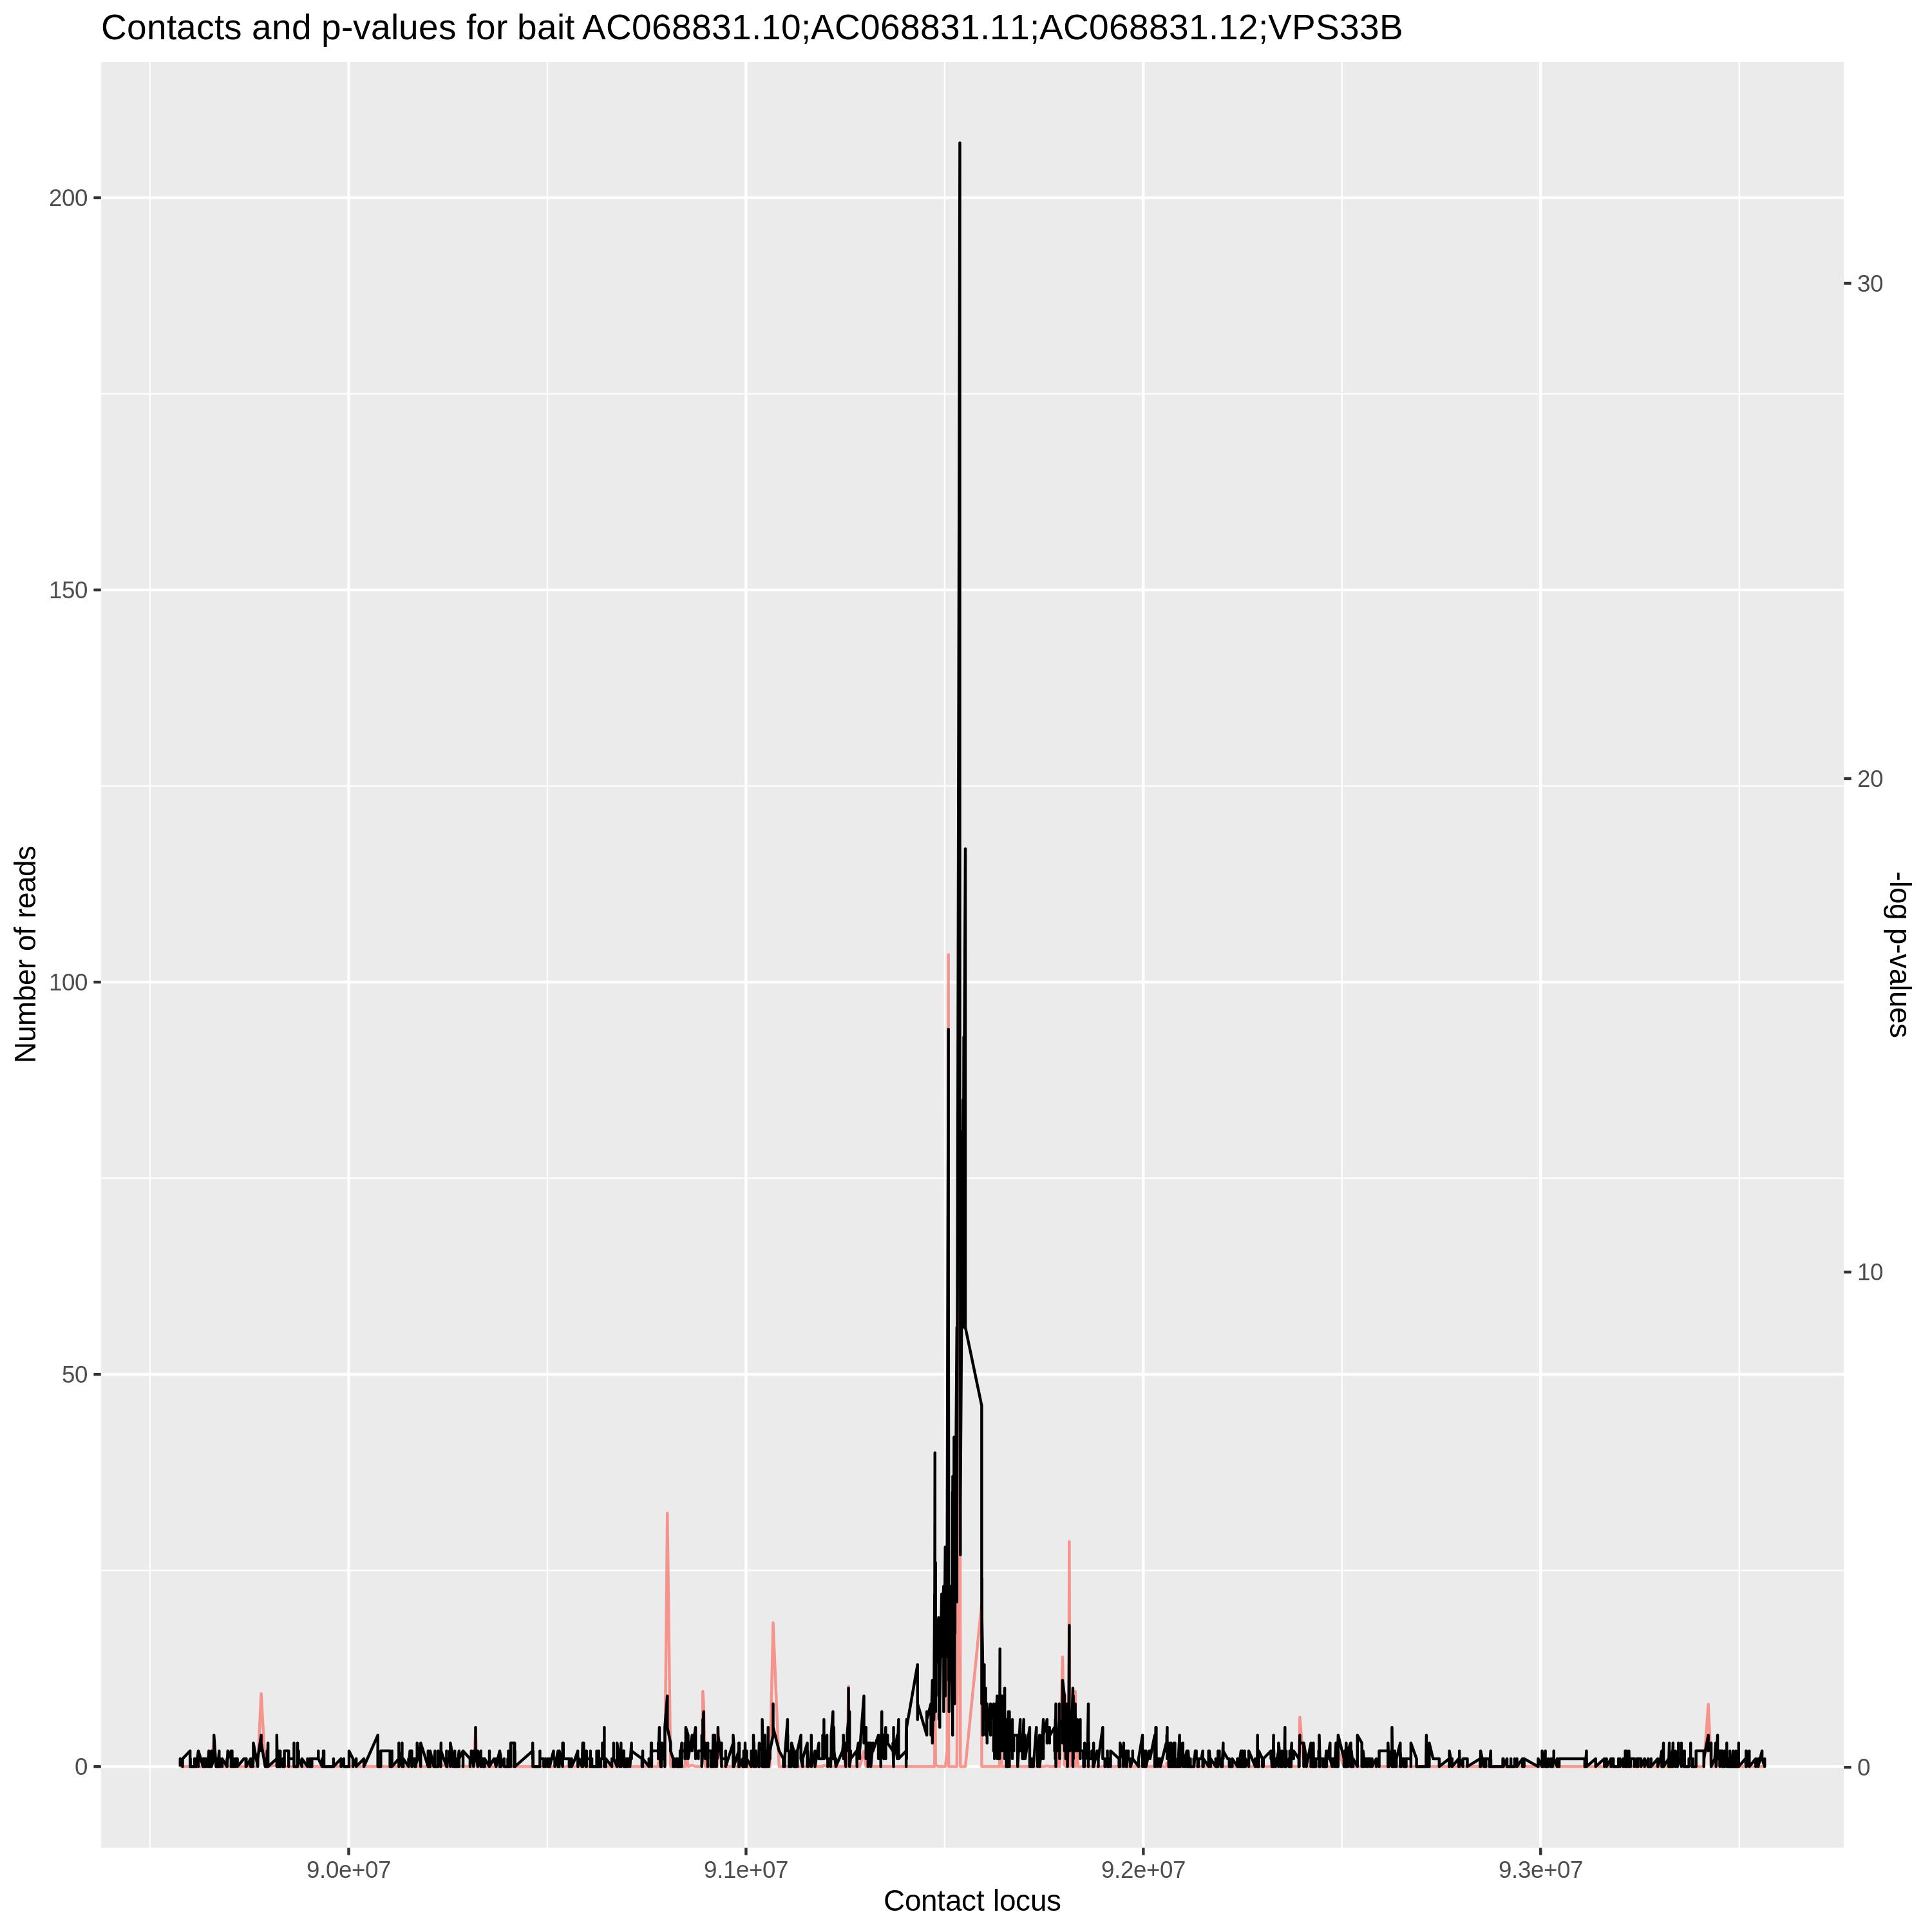 Contacts and p-values for bait AC068831.10;AC068831.11;AC068831.12;VPS33B
200
150
100
50
0
Number of reads
30
20
10
0
-log p-values
9.0e+07
9.1e+07
9.2e+07
9.3e+07
Contact locus